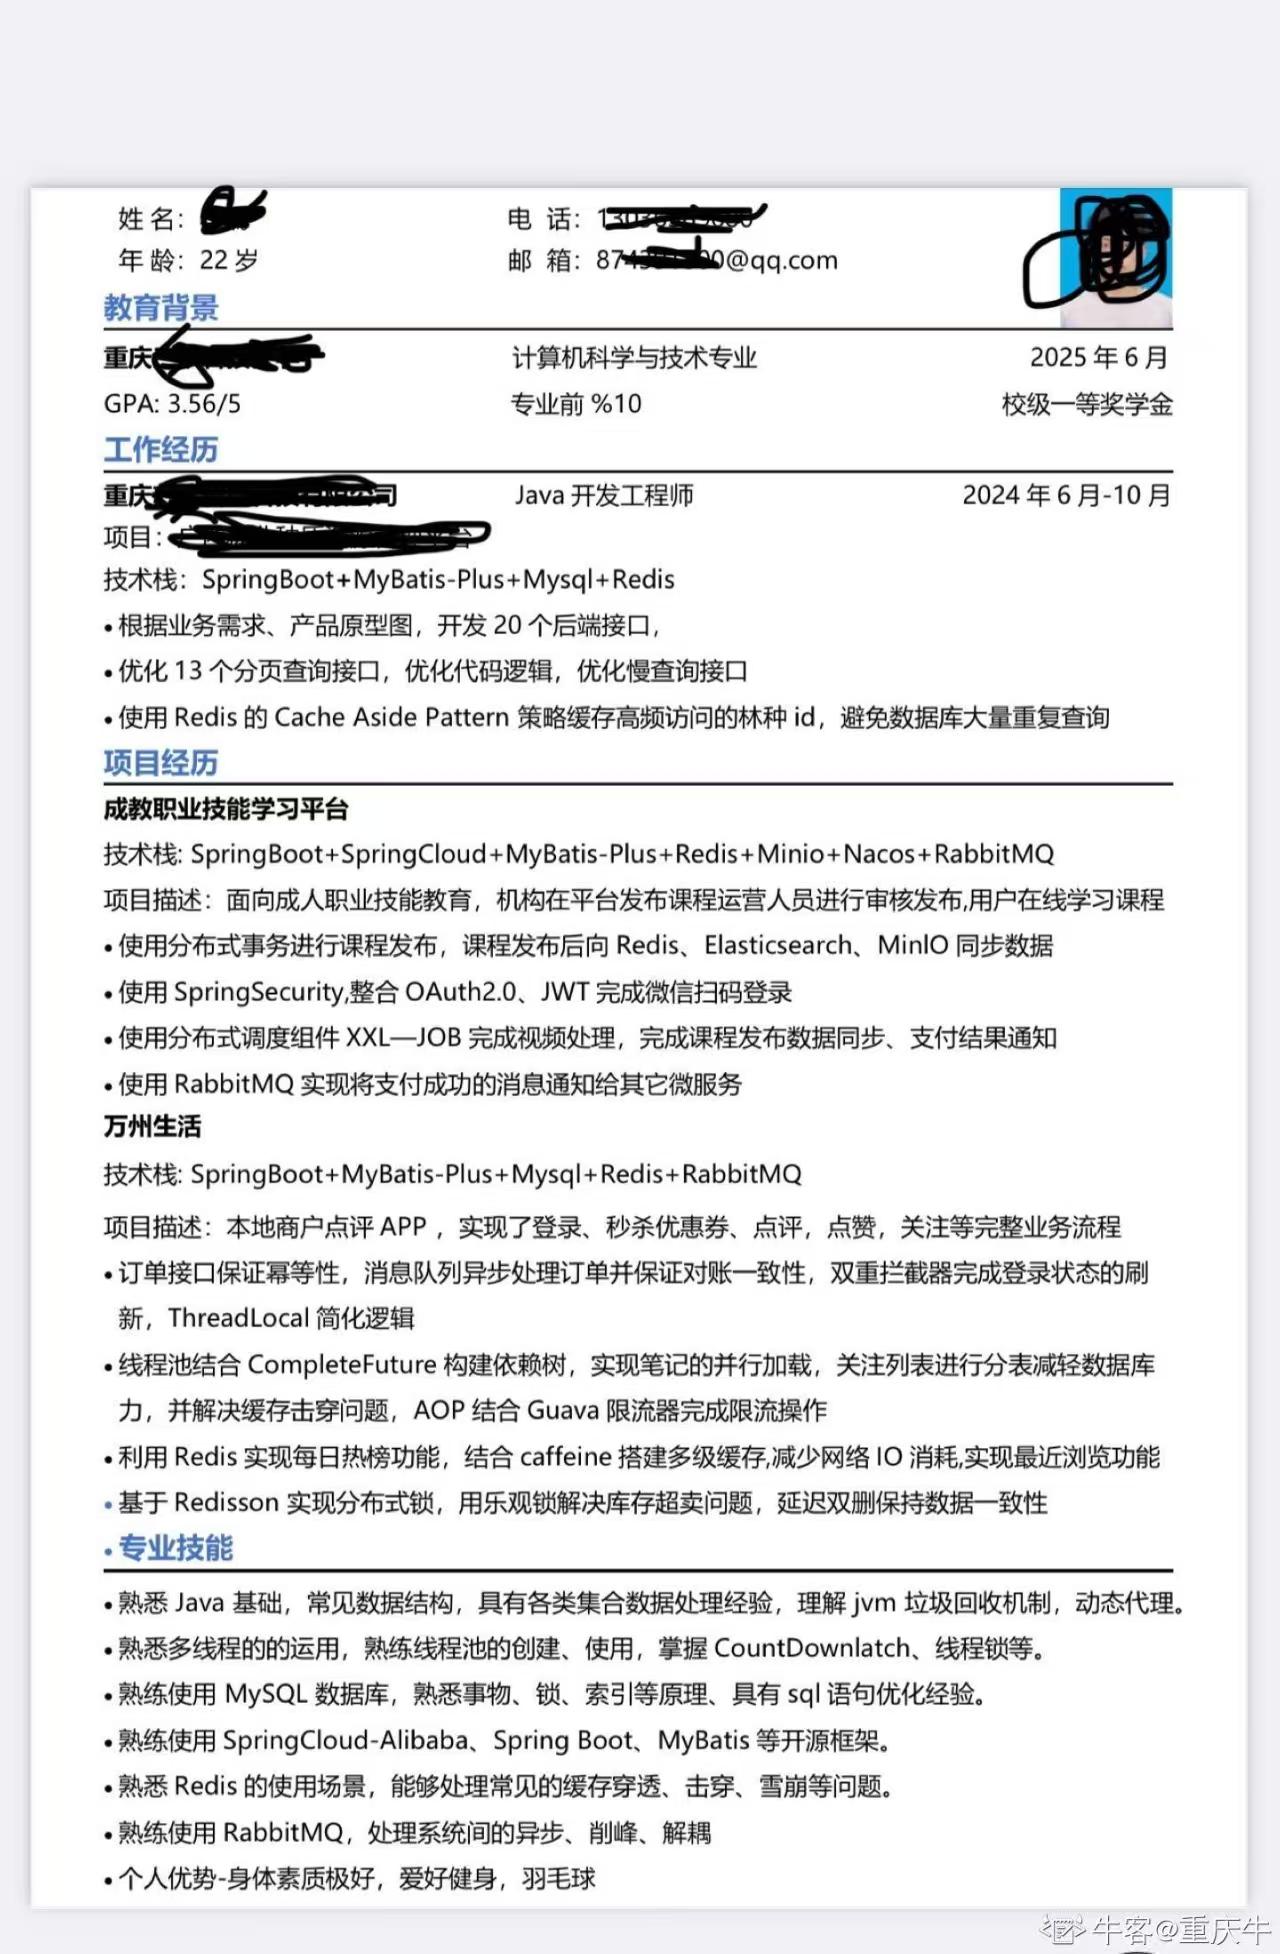 姓 名：
电 话：
年 龄：22 岁
邮 箱：87 0@qq.com
教育背景
重庆
计算机科学与技术专业
2025 年 6 月
GPA: 3.56/5
专业前 %10
校级一等奖学金
工作经历
重庆 司
Java 开发工程师
2024 年 6 月-10 月
项目：
技术栈：SpringBoot+MyBatis-Plus+Mysql+Redis
• 根据业务需求、产品原型图，开发 20 个后端接口，
• 优化 13 个分页查询接口，优化代码逻辑，优化慢查询接口
• 使用 Redis 的 Cache Aside Pattern 策略缓存高频访问的林种 id，避免数据库大量重复查询
项目经历
成教职业技能学习平台
技术栈: SpringBoot+SpringCloud+MyBatis-Plus+Redis+Minio+Nacos+RabbitMQ
项目描述：面向成人职业技能教育，机构在平台发布课程运营人员进行审核发布,用户在线学习课程
• 使用分布式事务进行课程发布，课程发布后向 Redis、Elasticsearch、MinlO 同步数据
• 使用 SpringSecurity,整合 OAuth2.0、JWT 完成微信扫码登录
• 使用分布式调度组件 XXL—JOB 完成视频处理，完成课程发布数据同步、支付结果通知
• 使用 RabbitMQ 实现将支付成功的消息通知给其它微服务
万州生活
技术栈: SpringBoot+MyBatis-Plus+Mysql+Redis+RabbitMQ
项目描述：本地商户点评 APP ，实现了登录、秒杀优惠券、点评，点赞，关注等完整业务流程
• 订单接口保证幂等性，消息队列异步处理订单并保证对账一致性，双重拦截器完成登录状态的刷
新，ThreadLocal 简化逻辑
• 线程池结合 CompleteFuture 构建依赖树，实现笔记的并行加载，关注列表进行分表减轻数据库
力，并解决缓存击穿问题，AOP 结合 Guava 限流器完成限流操作
• 利用 Redis 实现每日热榜功能，结合 caffeine 搭建多级缓存,减少网络 IO 消耗,实现最近浏览功能
• 基于 Redisson 实现分布式锁，用乐观锁解决库存超卖问题，延迟双删保持数据一致性
• 专业技能
• 熟悉 Java 基础，常见数据结构，具有各类集合数据处理经验，理解 jvm 垃圾回收机制，动态代理。
• 熟悉多线程的的运用，熟练线程池的创建、使用，掌握 CountDownlatch、线程锁等。
• 熟练使用 MySQL 数据库，熟悉事物、锁、索引等原理、具有 sql 语句优化经验。
• 熟练使用 SpringCloud-Alibaba、Spring Boot、MyBatis 等开源框架。
• 熟悉 Redis 的使用场景，能够处理常见的缓存穿透、击穿、雪崩等问题。
• 熟练使用 RabbitMQ，处理系统间的异步、削峰、解耦
• 个人优势-身体素质极好，爱好健身，羽毛球
牛客@重庆牛